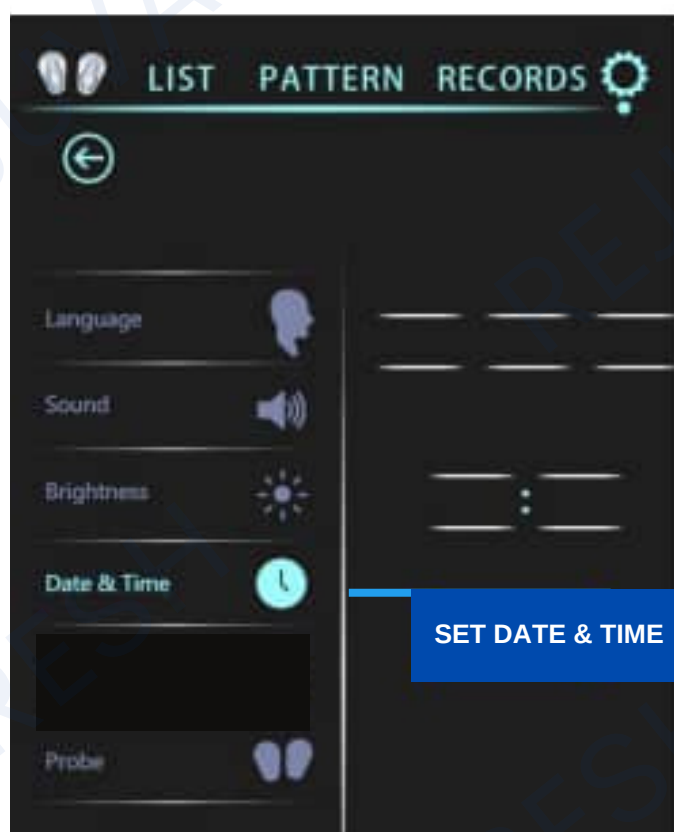 LIST PATTERN RECORDS
Language
Sound
Brightness
Date & Time
SET DATE & TIME
Probe